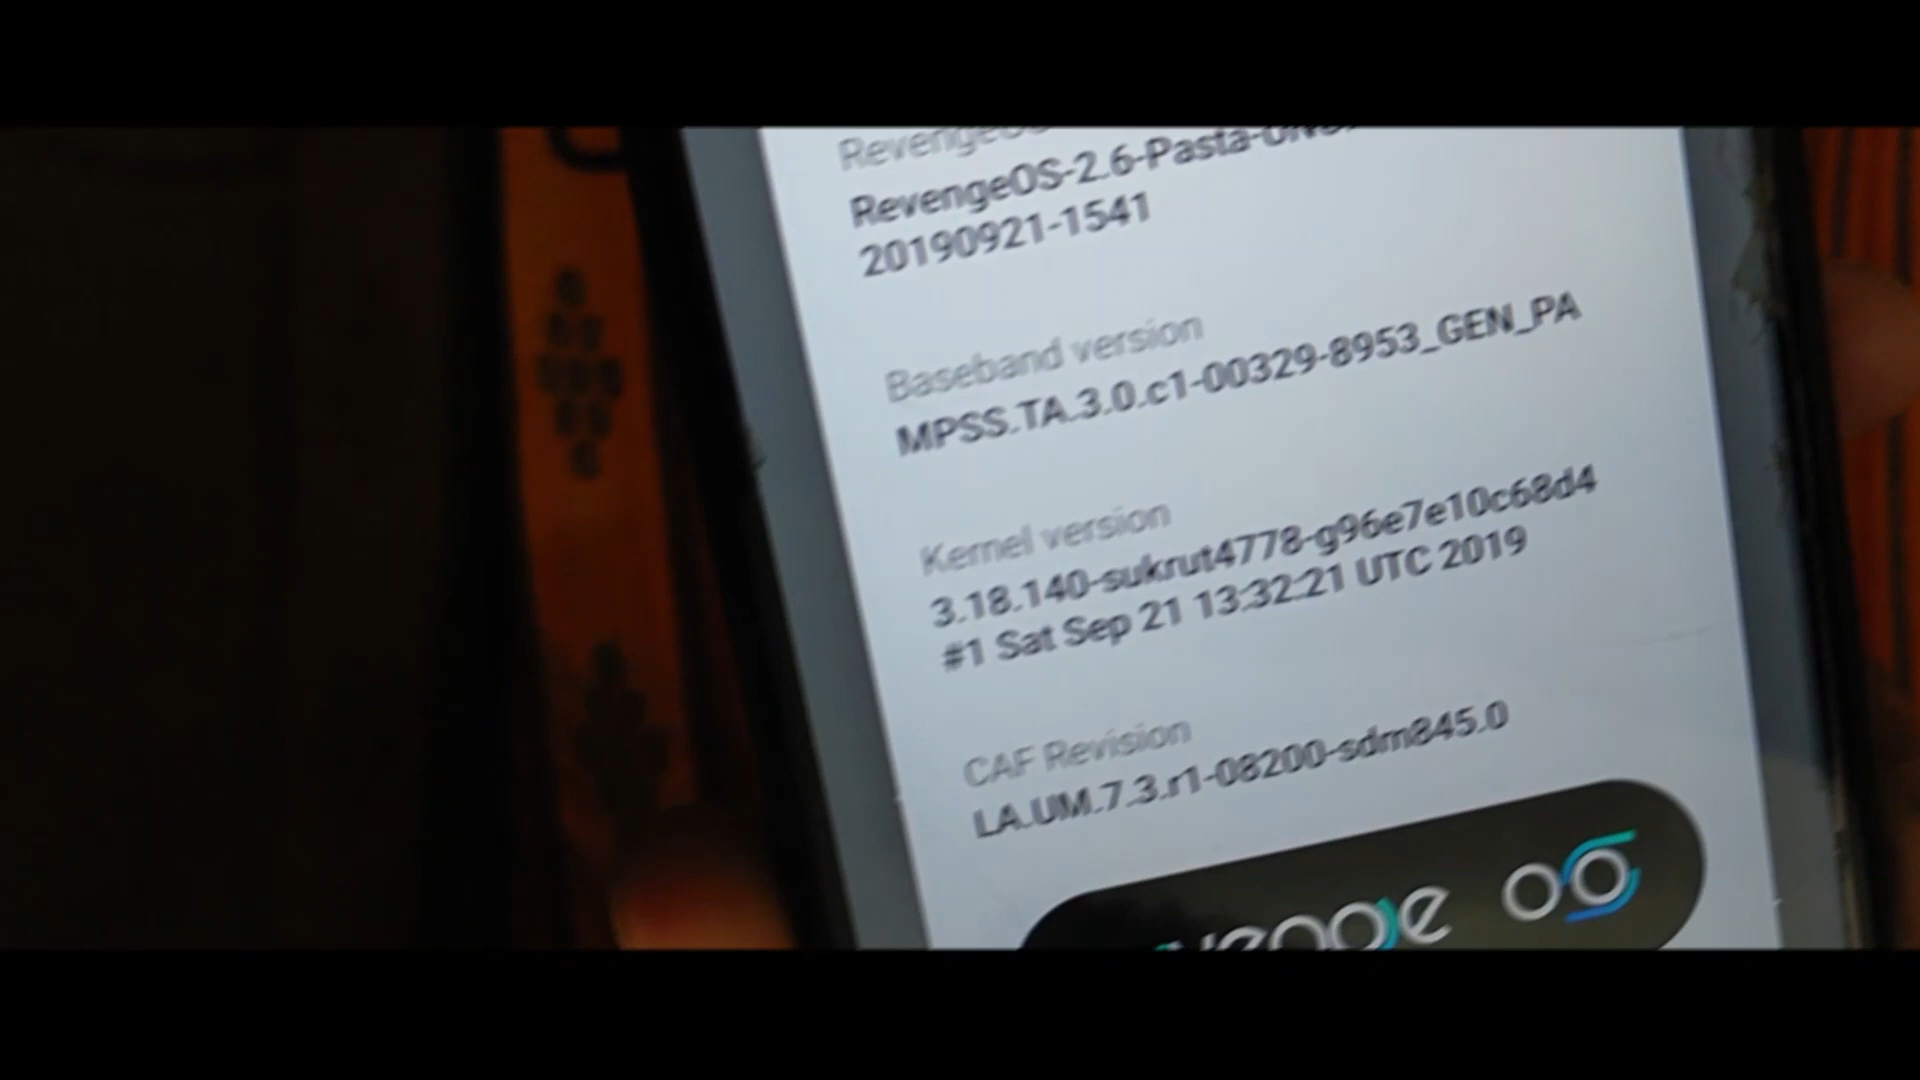 RevengeOS
RevengeOS-2.6-Pasta-
20190921-1541
Baseband version
MPSS.TA.3.0.c1-00329-8953_GEN_PA
Kernel version
3.18.140-sukrut4778-g96e7e10c68d4
#1 Sat Sep 21 13:32:21 UTC 2019
CAF Revision
LA.UM.7.3.r1-08200-sdm845.0
venge os